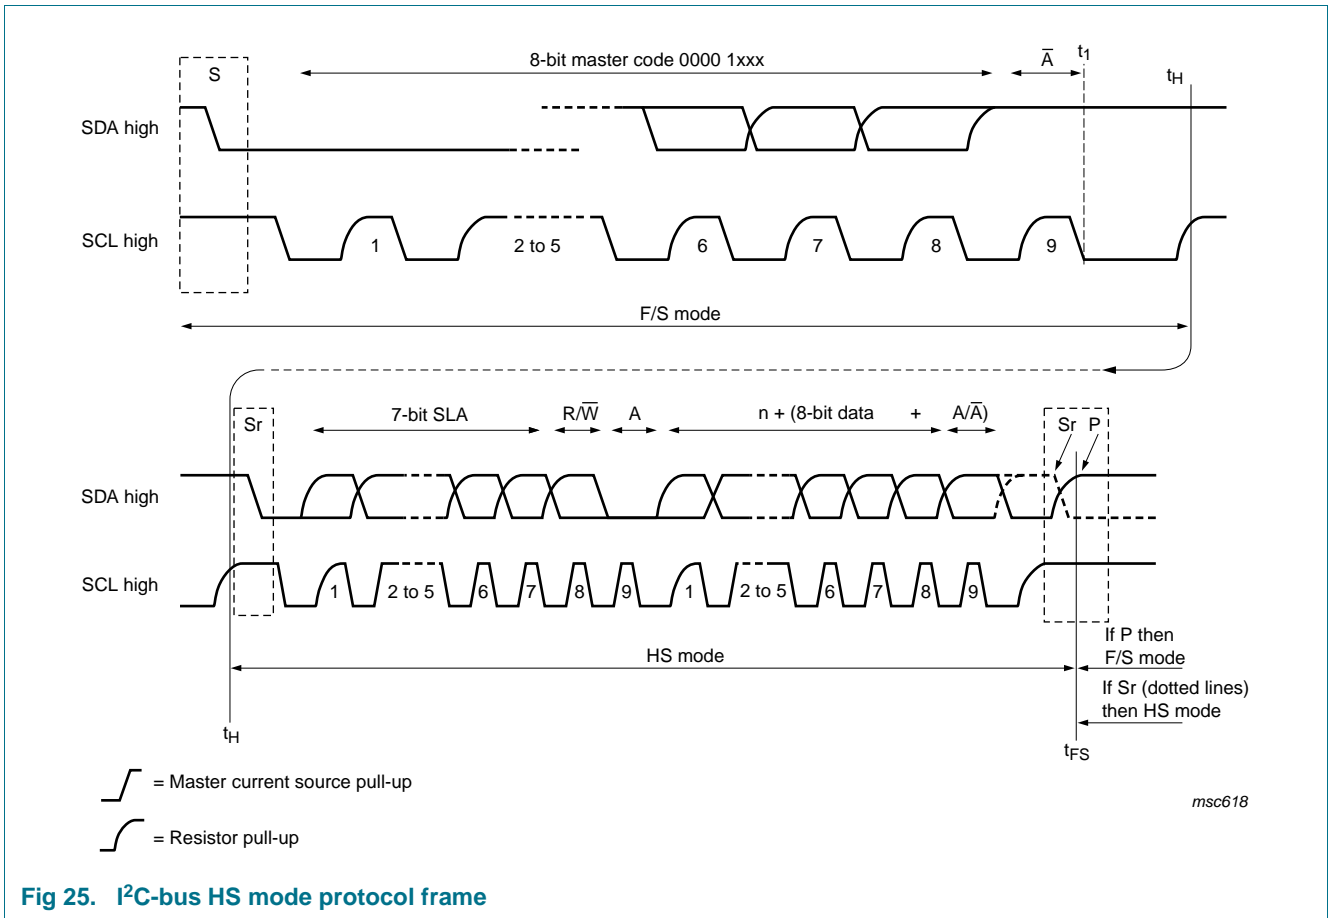 8-bit master code 0000 1xxx
A̅
t1
S
tH
SDA high
SCL high
1
2 to 5
6
7
8
9
F/S mode
Sr
7-bit SLA
R/W̅
A
n + (8-bit data
+
A/A̅)
Sr
P
SDA high
SCL high
1
2 to 5
6
7
8
9
1
2 to 5
6
7
8
9
HS mode
If P then
F/S mode
If Sr (dotted lines)
then HS mode
tH
tFS
= Master current source pull-up
= Resistor pull-up
msc618
Fig 25. I²C-bus HS mode protocol frame